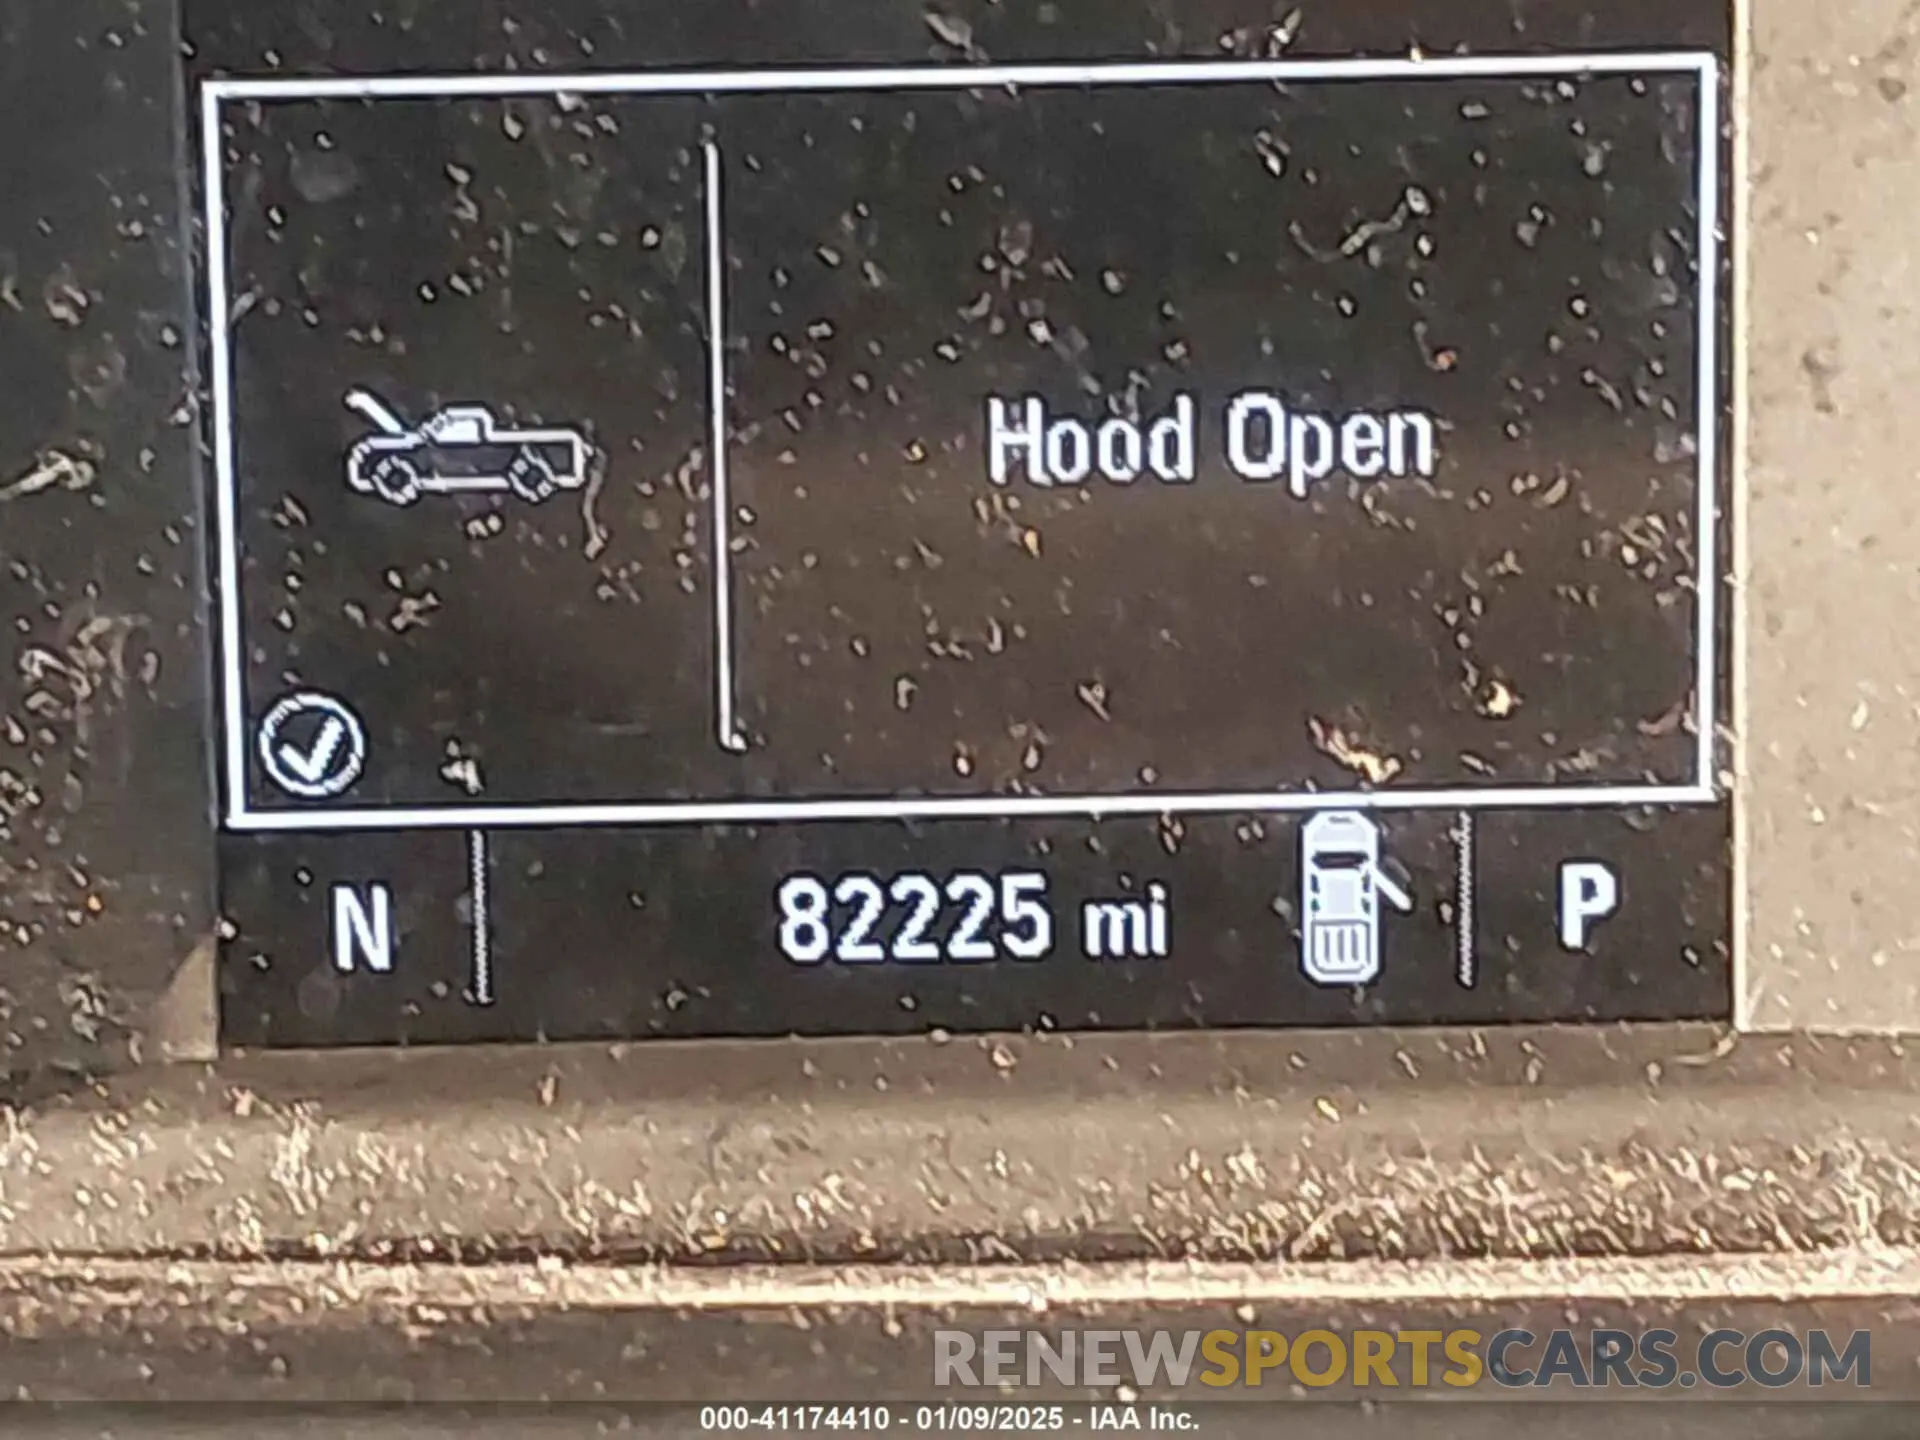 Hood Open
N 82225 mi P
RENEWSPORTSCARS.COM
000-41174410 - 01/09/2025 - IAA Inc.